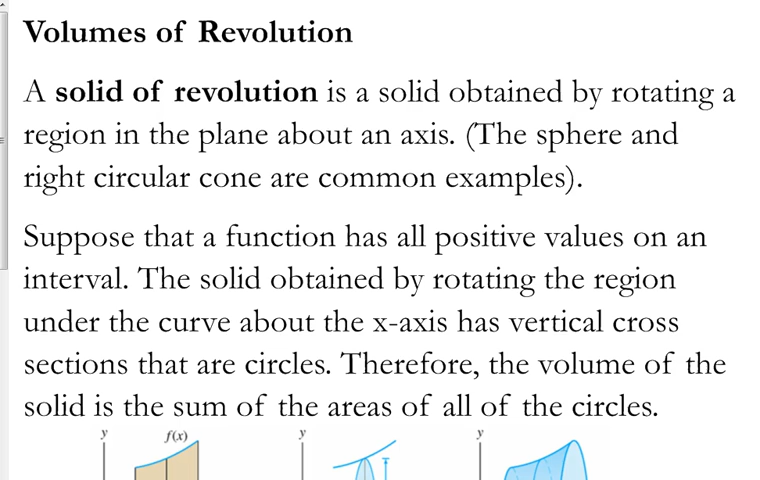 Volumes of Revolution
A solid of revolution is a solid obtained by rotating a
region in the plane about an axis. (The sphere and
right circular cone are common examples).
Suppose that a function has all positive values on an
interval. The solid obtained by rotating the region
under the curve about the x-axis has vertical cross
sections that are circles. Therefore, the volume of the
solid is the sum of the areas of all of the circles.
y f(x) y y